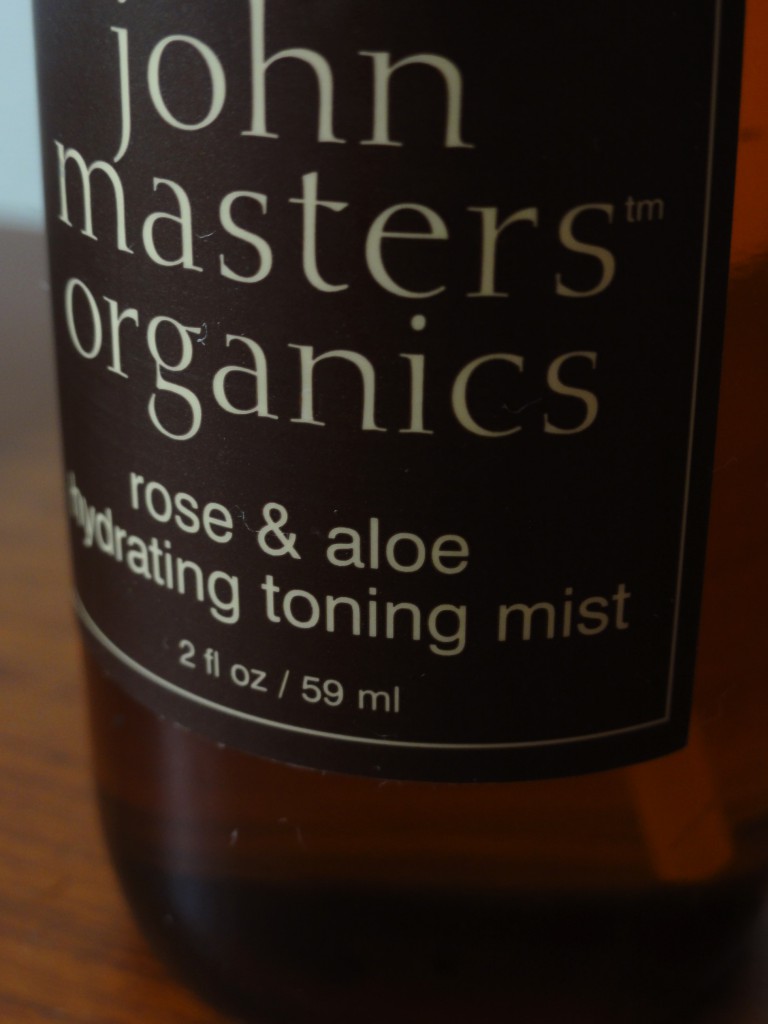 john
masters™
organics
rose & aloe
hydrating toning mist
2 fl oz / 59 ml